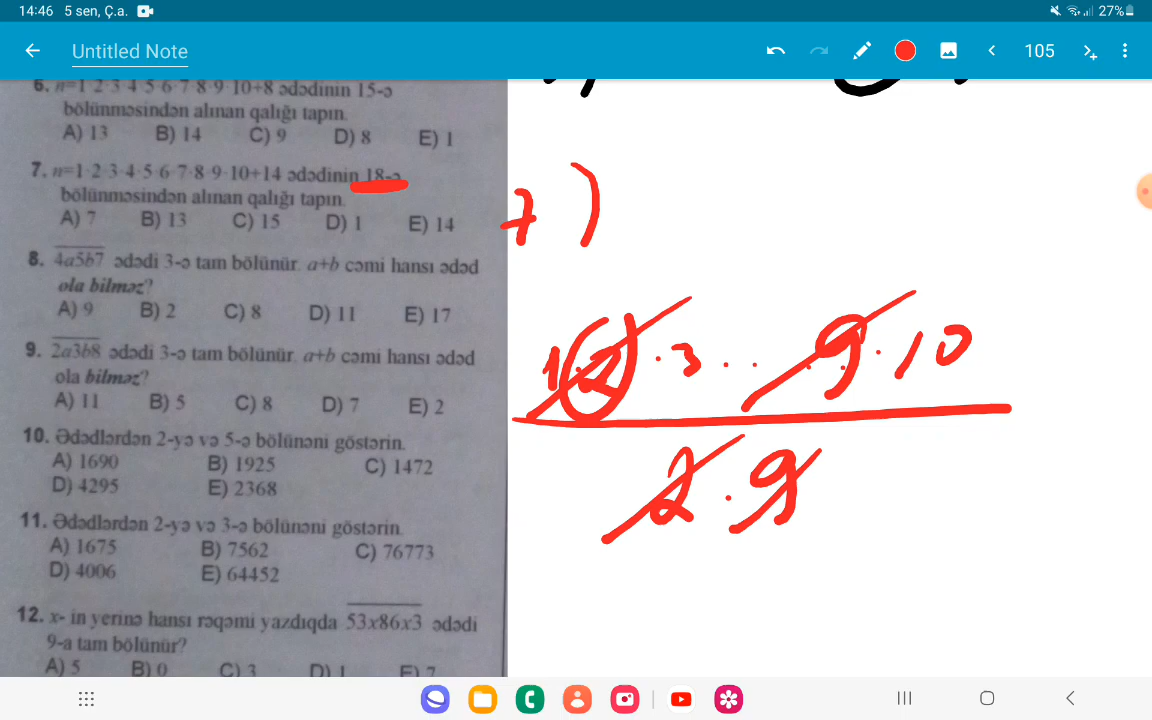 14:46 5 sen, Ç.a. 27%
Untitled Note 105
6. n=1·2·3·4·5·6·7·8·9·10+8 ədədinin 15-ə
bölünməsindən alınan qalığı tapın.
A) 13 B) 14 C) 9 D) 8 E) 1
7. n=1·2·3·4·5·6·7·8·9·10+14 ədədinin 18-ə
bölünməsindən alınan qalığı tapın.
A) 7 B) 13 C) 15 D) 1 E) 14
8. 4a5b7 ədədi 3-ə tam bölünür. a+b cəmi hansı ədəd
ola bilməz?
A) 9 B) 2 C) 8 D) 11 E) 17
9. 2a3b8 ədədi 3-ə tam bölünür. a+b cəmi hansı ədəd
ola bilməz?
A) 11 B) 5 C) 8 D) 7 E) 2
10. Ədədlərdən 2-yə və 5-ə bölünəni göstərin.
A) 1690 B) 1925 C) 1472
D) 4295 E) 2368
11. Ədədlərdən 2-yə və 3-ə bölünəni göstərin.
A) 1675 B) 7562 C) 76773
D) 4006 E) 64452
12. x- in yerinə hansı rəqəmi yazdıqda 53x86x3 ədədi
9-a tam bölünür?
A) 5 B) 0 C) 3 D) 1 E) 7
7)
1·2·3...9·10
2·9